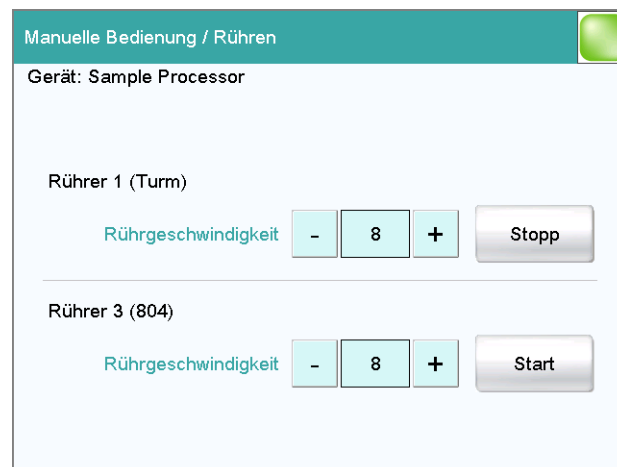 Manuelle Bedienung / Rühren
Gerät: Sample Processor
Rührer 1 (Turm)
Rührgeschwindigkeit - 8 + Stopp
Rührer 3 (804)
Rührgeschwindigkeit - 8 + Start